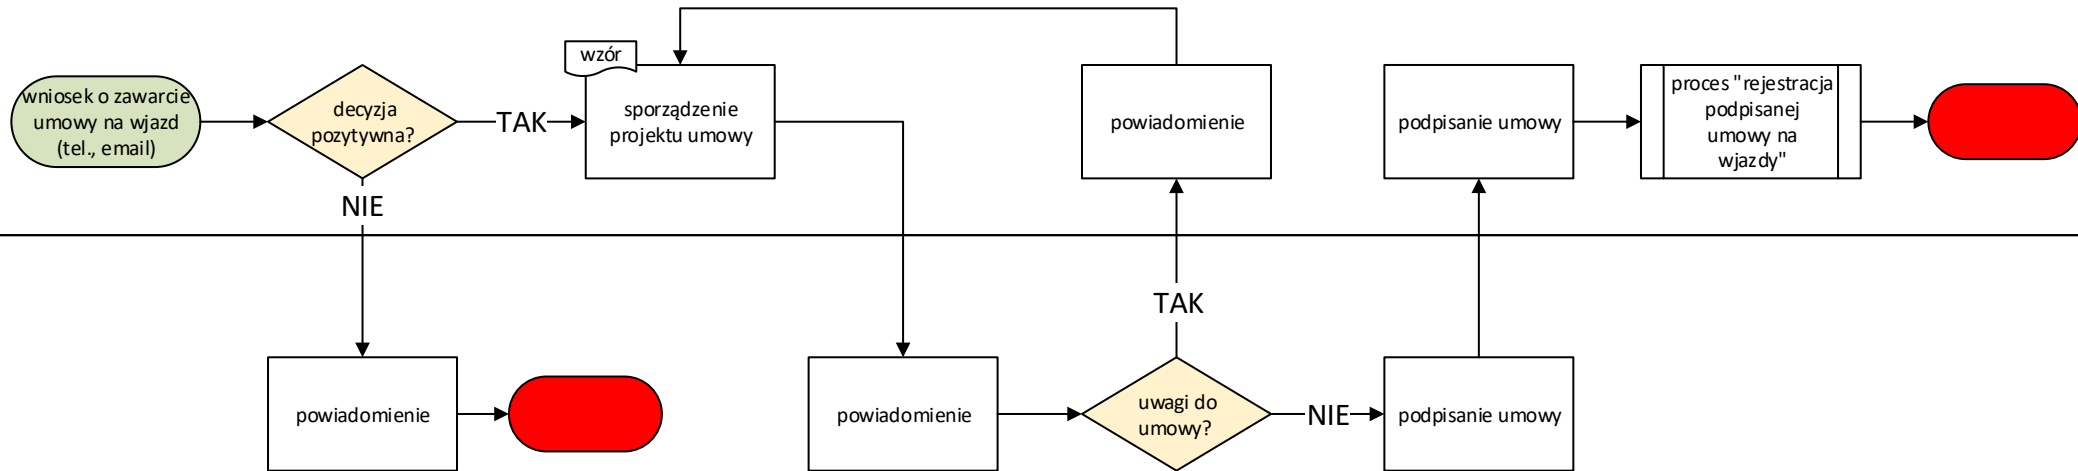 wniosek o zawarcie
umowy na wjazd
(tel., email)
decyzja
pozytywna?
TAK
NIE
wzór
sporządzenie
projektu umowy
powiadomienie
podpisanie umowy
proces "rejestracja
podpisanej
umowy na
wjazdy"
powiadomienie
powiadomienie
uwagi do
umowy?
TAK
NIE
podpisanie umowy